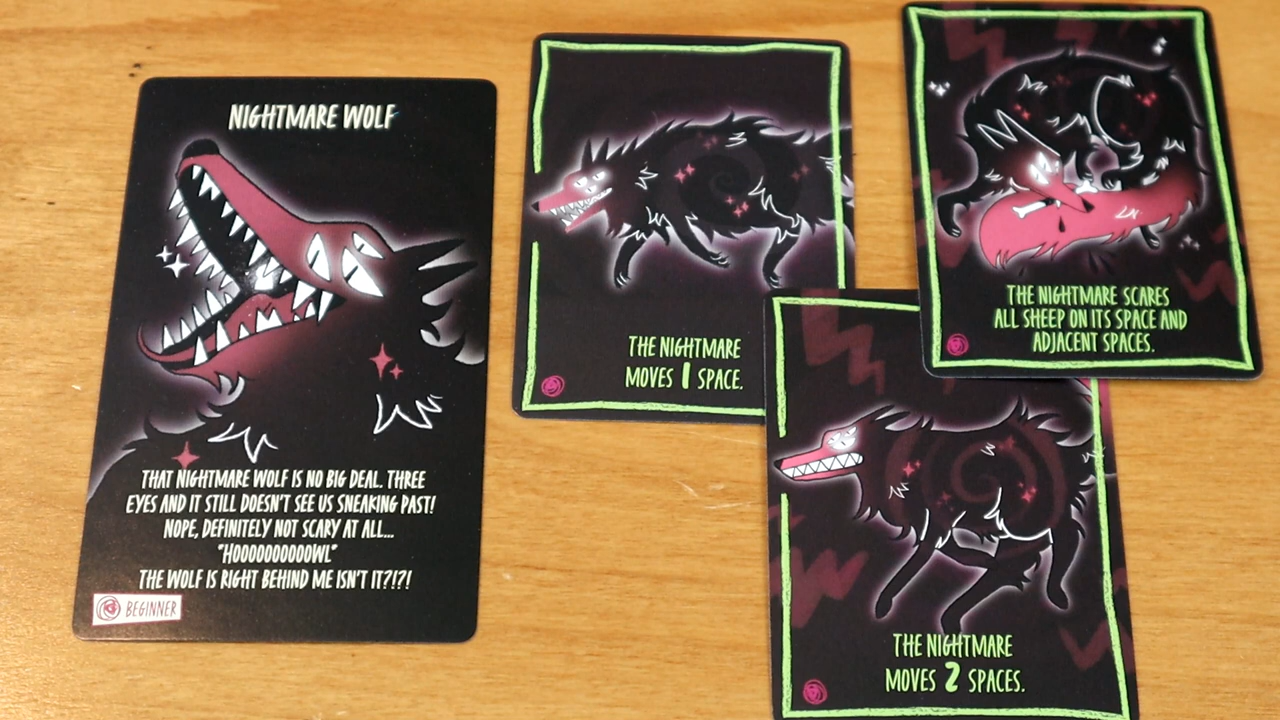 NIGHTMARE WOLF
THAT NIGHTMARE WOLF IS NO BIG DEAL. THREE
EYES AND IT STILL DOESN'T SEE US SNEAKING PAST!
NOPE, DEFINITELY NOT SCARY AT ALL...
*HOOOOOOOOOOWL*
THE WOLF IS RIGHT BEHIND ME ISN'T IT?!?!
BEGINNER
THE NIGHTMARE
MOVES 1 SPACE.
THE NIGHTMARE SCARES
ALL SHEEP ON ITS SPACE AND
ADJACENT SPACES.
THE NIGHTMARE
MOVES 2 SPACES.